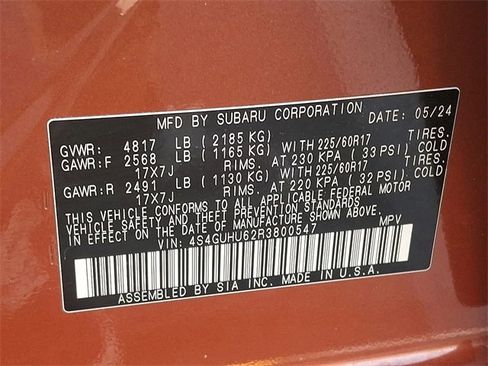 MFD BY SUBARU CORPORATION DATE: 05/24
GVWR: 4817 LB (2185 KG)
GAWR:F 2568 LB (1165 KG) WITH 225/60R17 TIRES.
17X7J RIMS. AT 230 KPA (33 PSI) COLD
GAWR:R 2491 LB (1130 KG) WITH 225/60R17 TIRES.
17X7J RIMS. AT 220 KPA (32 PSI) COLD
THIS VEHICLE CONFORMS TO ALL APPLICABLE FEDERAL MOTOR
VEHICLE SAFETY, BUMPER, AND THEFT PREVENTION STANDARDS
IN EFFECT ON THE DATE OF MANUFACTURE SHOWN ABOVE.
VIN: 4S4GUHU62R3800547 MPV
ASSEMBLED BY SIA INC. MADE IN U.S.A.